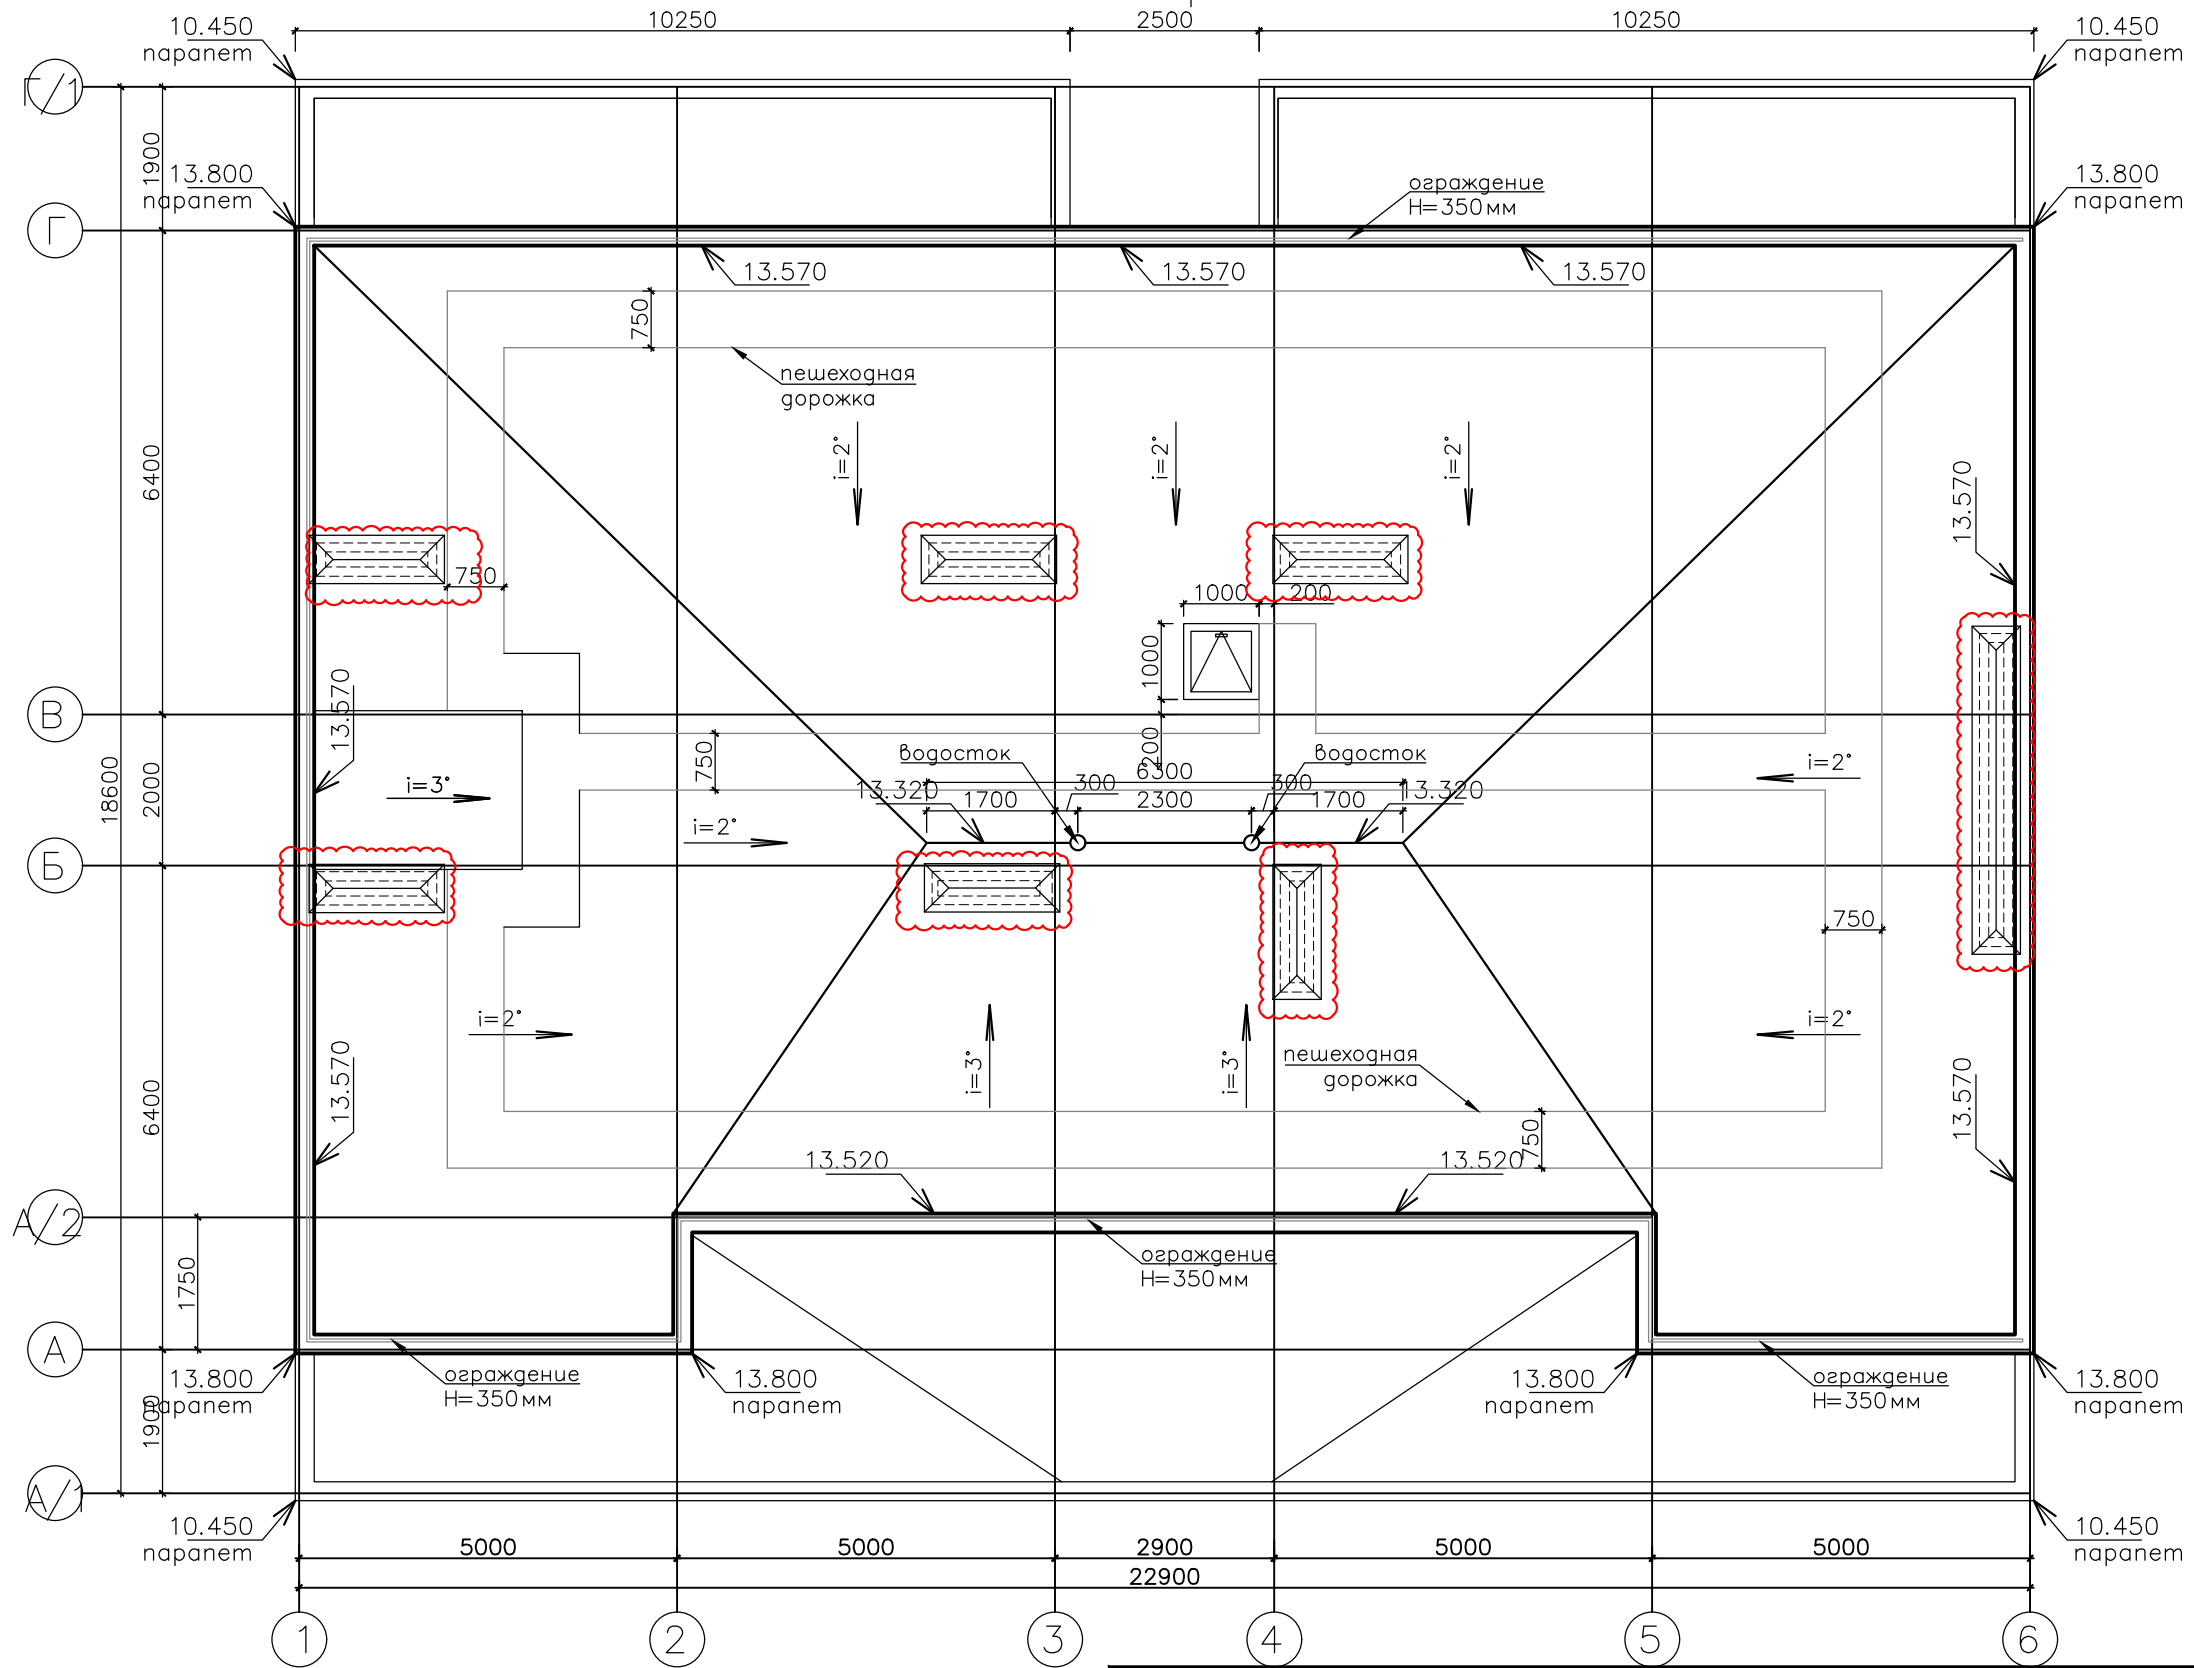 10250
2500
10250
10.450
парапет
10.450
парапет
Г/1
1900
13.800
парапет
13.800
парапет
ограждение
Н=350мм
Г
13.570
13.570
13.570
750
пешеходная
дорожка
i=2°
i=2°
i=2°
6400
13.570
750
1000
200
1000
13.570
В
200
водосток
водосток
750
6300
i=2°
i=3°
13.320
300
300
13.320
1700
2300
1700
18600
2000
i=2°
Б
750
i=2°
i=2°
13.570
i=3°
i=3°
пешеходная
дорожка
13.570
6400
750
13.520
13.520
А/2
ограждение
Н=350мм
1750
А
13.800
парапет
ограждение
Н=350мм
13.800
парапет
13.800
парапет
ограждение
Н=350мм
13.800
парапет
1900
А/1
10.450
парапет
10.450
парапет
5000
5000
2900
5000
5000
22900
1
2
3
4
5
6